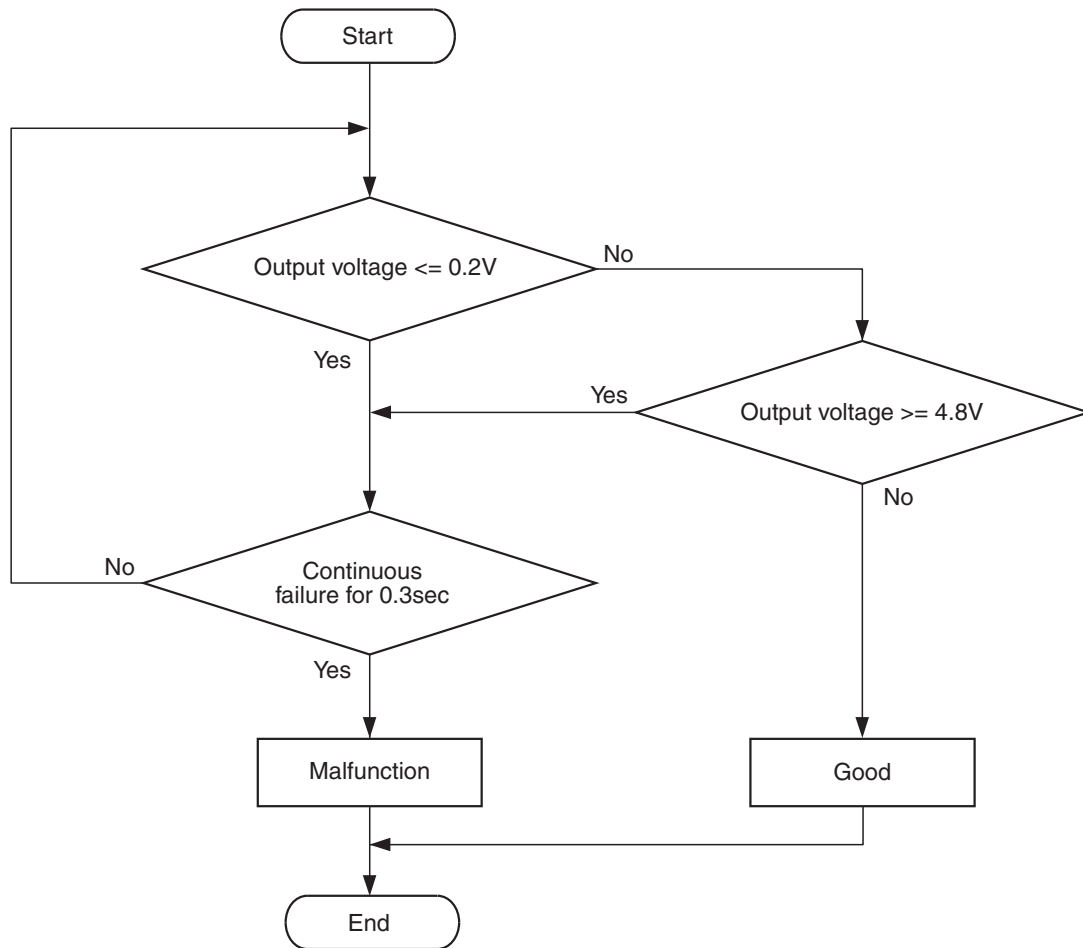 Start
Output voltage <= 0.2V
No
Yes
Yes
Output voltage >= 4.8V
No
No
Continuous
failure for 0.3sec
Yes
Malfunction
Good
End